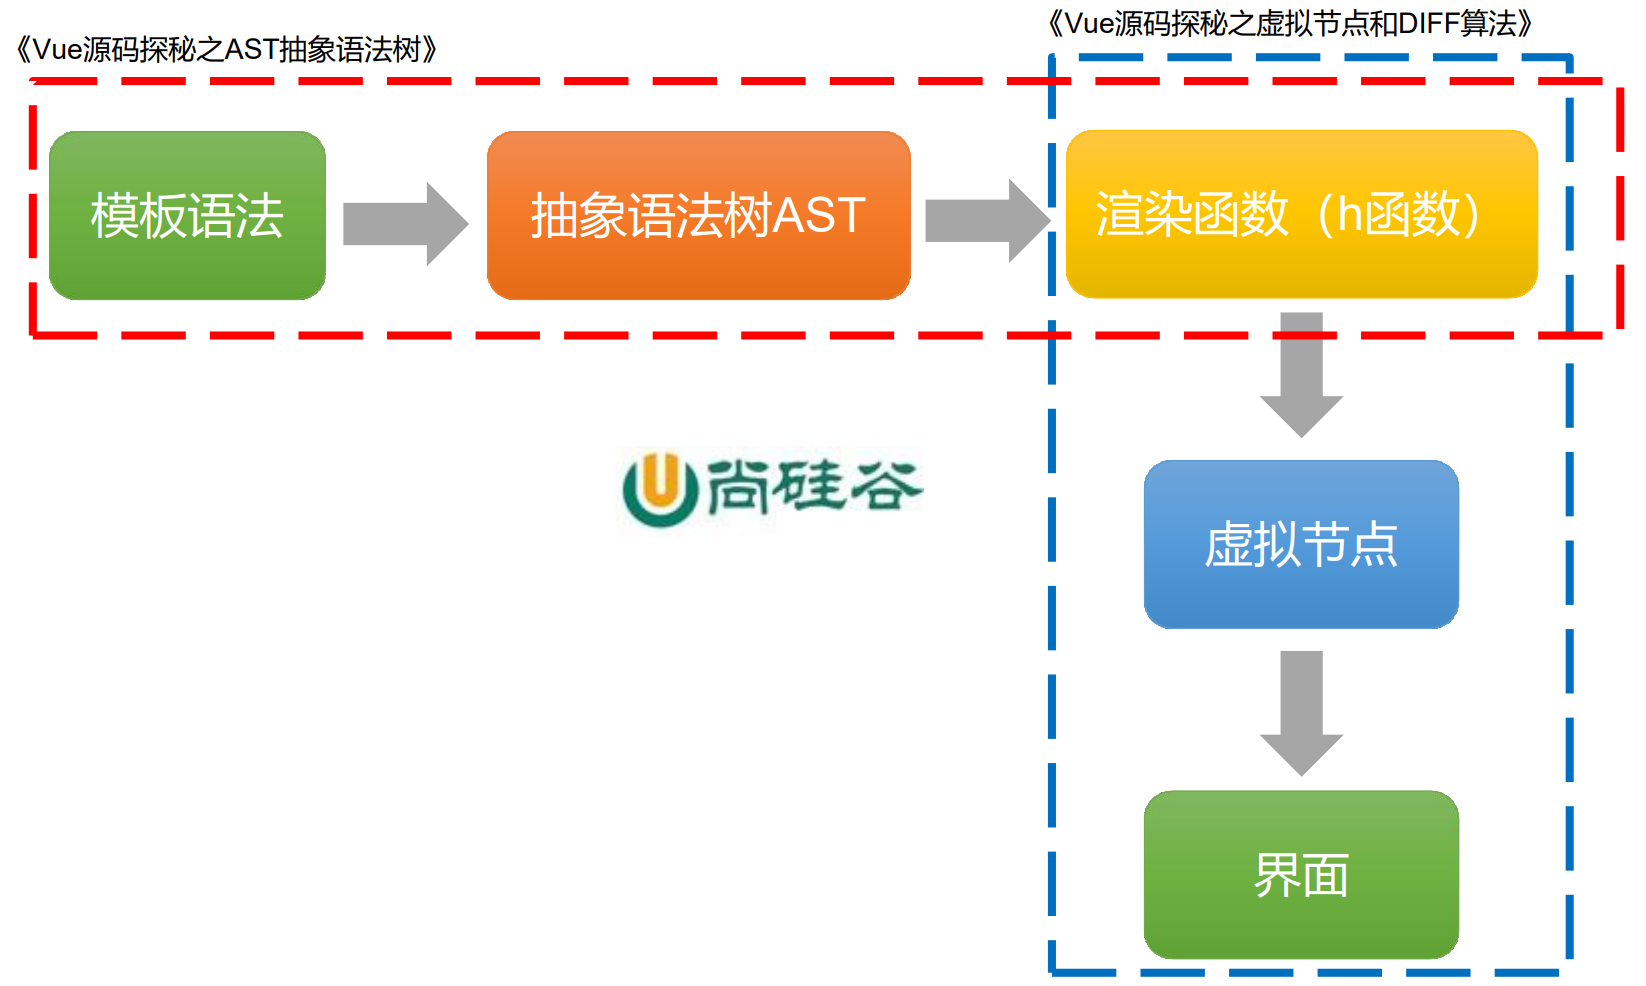 《Vue源码探秘之AST抽象语法树》
《Vue源码探秘之虚拟节点和DIFF算法》
模板语法
抽象语法树AST
渲染函数（h函数）
尚硅谷
虚拟节点
界面